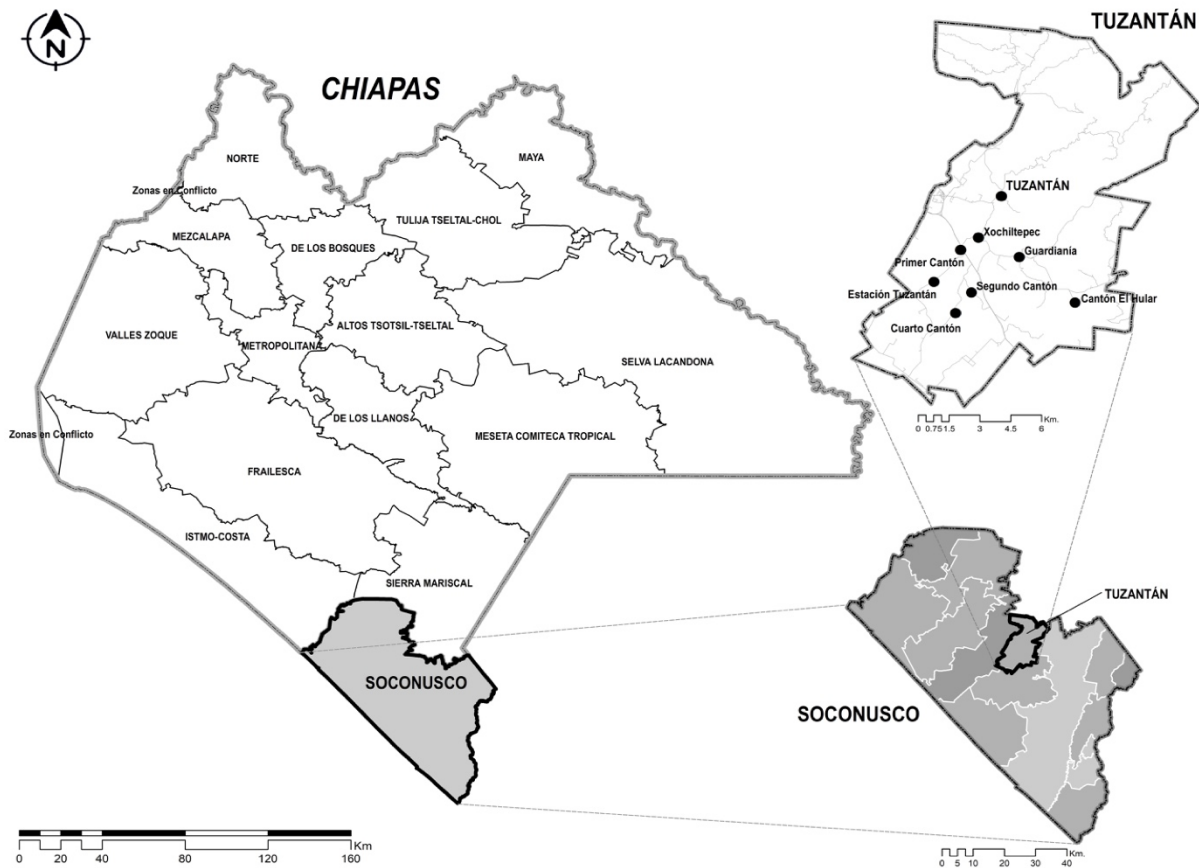 N
CHIAPAS
NORTE
MAYA
Zonas en Conflicto
TULIJA TSELTAL-CHOL
MEZCALAPA
DE LOS BOSQUES
VALLES ZOQUE
ALTOS TSOTSIL-TSELTAL
METROPOLITANA
SELVA LACANDONA
DE LOS LLANOS
Zonas en Conflicto
MESETA COMITECA TROPICAL
FRAILESCA
ISTMO-COSTA
SIERRA MARISCAL
SOCONUSCO
0 20 40 80 120 160
Km.
TUZANTÁN
TUZANTÁN
Xochiltepec
Guardianía
Primer Cantón
Estación Tuzantán
Segundo Cantón
Cantón El Hular
Cuarto Cantón
Km.
0 0.75 1.5 3 4.5 6
TUZANTÁN
SOCONUSCO
Km.
0 5 10 20 30 40